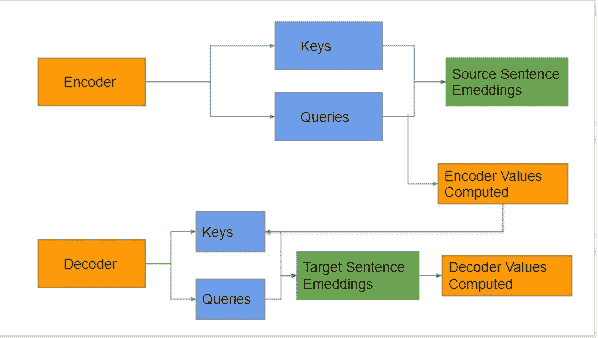 Keys
Encoder
Source Sentence
Emeddings
Queries
Encoder Values
Computed
Keys
Decoder
Target Sentence
Emeddings
Decoder Values
Computed
Queries